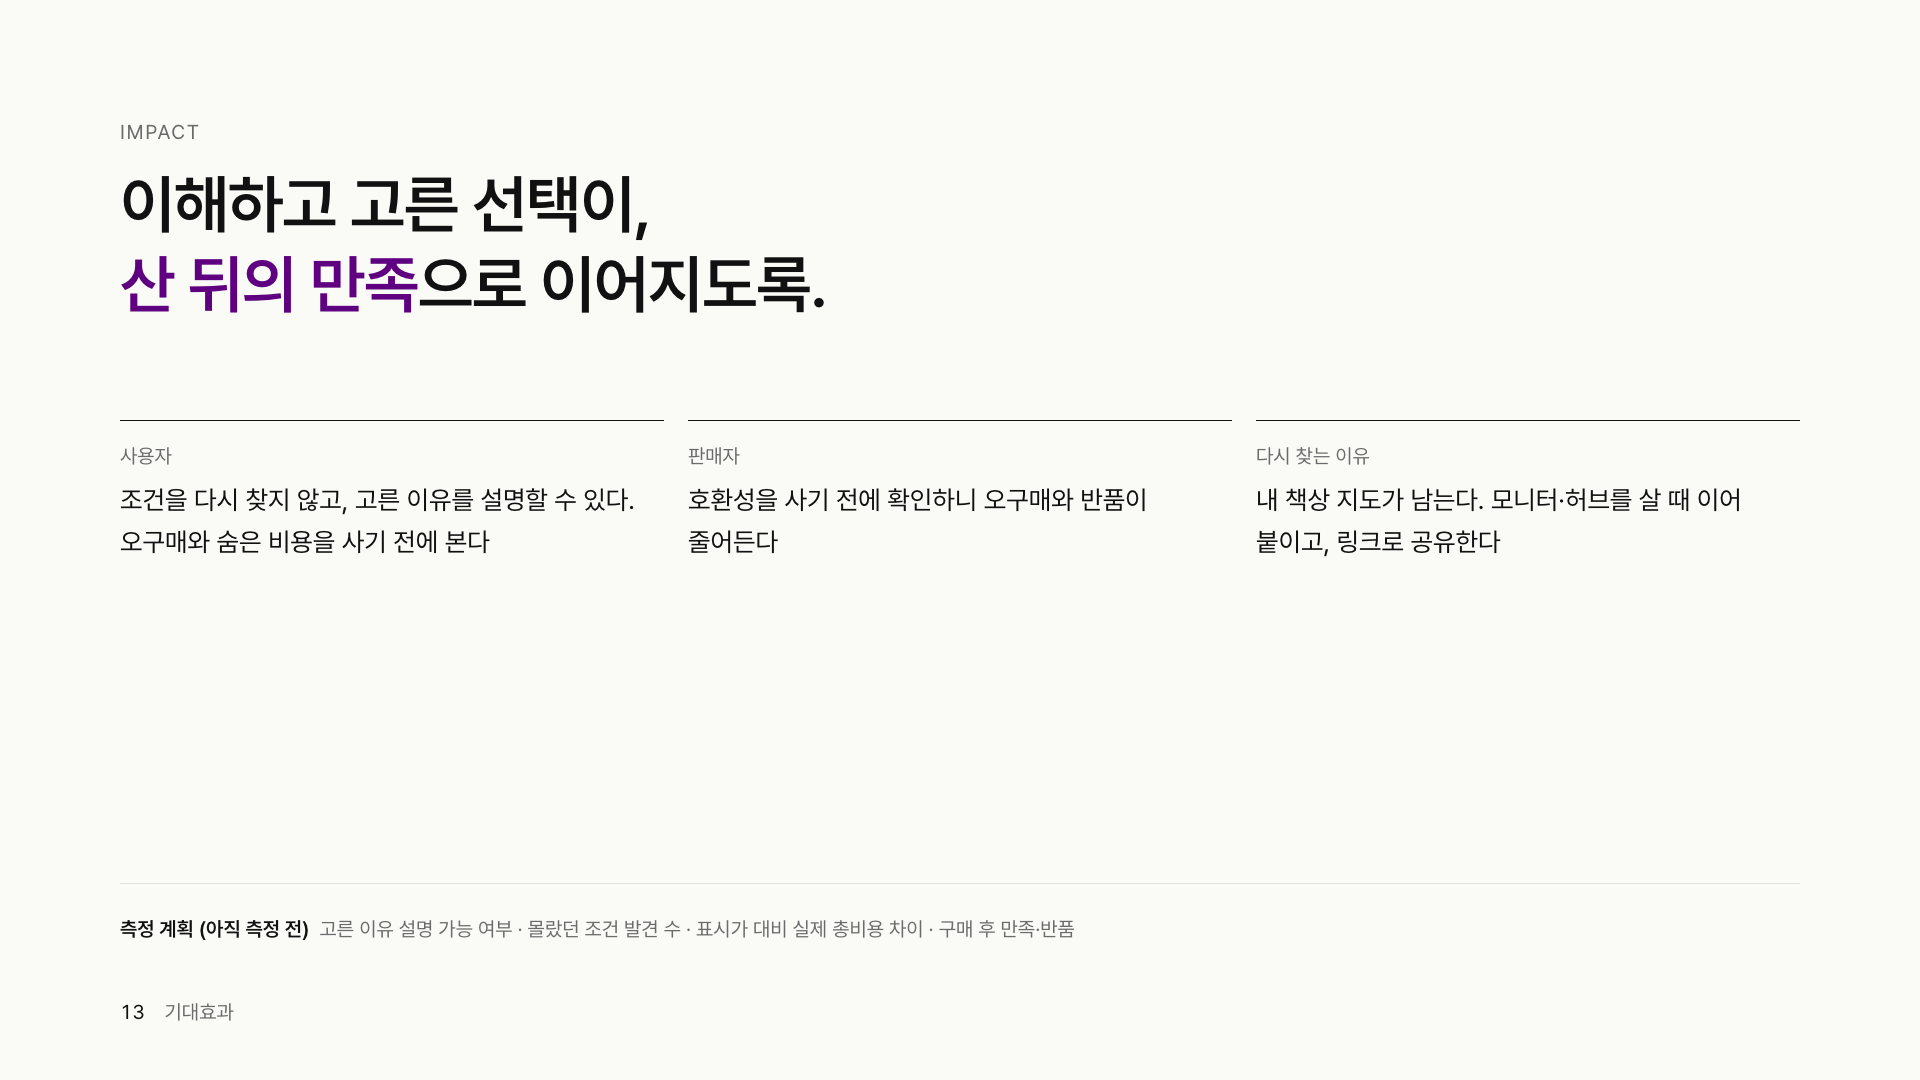 IMPACT
이해하고 고른 선택이,
산 뒤의 만족으로 이어지도록.
사용자
조건을 다시 찾지 않고, 고른 이유를 설명할 수 있다.
오구매와 숨은 비용을 사기 전에 본다
판매자
호환성을 사기 전에 확인하니 오구매와 반품이
줄어든다
다시 찾는 이유
내 책상 지도가 남는다. 모니터·허브를 살 때 이어
붙이고, 링크로 공유한다
측정 계획 (아직 측정 전) 고른 이유 설명 가능 여부 · 몰랐던 조건 발견 수 · 표시가 대비 실제 총비용 차이 · 구매 후 만족·반품
13 기대효과